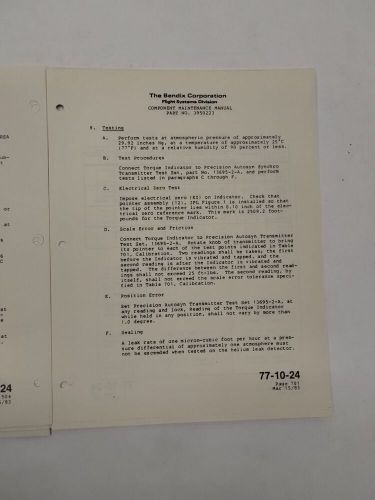 The Bendix Corporation
Flight Systems Division
COMPONENT MAINTENANCE MANUAL
PART NO. 3850223
Testing
A. Perform tests at atmospheric pressure of approximately
29.92 inches Hg, at a temperature of approximately 25°C
(77°F) and at a relative humidity of 90 percent or less.
B. Test Procedures
Connect Torque Indicator to Precision Autosyn Synchro
Transmitter Test Set, part No. 13695-2-A, and perform
tests listed in paragraphs C through F.
C. Electrical Zero Test
Impose electrical zero (EZ) on Indicator. Check that
pointer assembly (72), IPL Figure 1 is installed so that
the tip of the pointer lies within 0.10 inch of the elec-
trical zero reference mark. This mark is 2509.2 foot-
pounds for the Torque Indicator.
D. Scale Error and Friction
Connect Torque Indicator to Precision Autosyn Transmitter
Test Set, 13695-2-A. Rotate knob of transmitter to bring
its pointer to each of the test points indicated in Table
701, Calibration. Two readings shall be taken, the first
before the Indicator is vibrated and tapped, and the
second reading is after the Indicator is vibrated and
tapped. The difference between the first and second read-
ings shall not exceed 25 ft-lbs. The second reading, by
itself, shall not exceed the scale error tolerance speci-
fied in Table 701, Calibration.
E. Position Error
Set Precision Autosyn Transmitter Test Set 13695-2-A, at
any reading and lock. Reading of the Torque Indicator
while held in any position, shall not vary by more than
1.0 degree.
F. Sealing
A leak rate of one micron-cubic foot per hour at a pres-
sure differential of approximately one atmosphere must
not be exceeded when tested on the helium leak detector.
77-10-24
Page 701
Mar 15/83
or
24